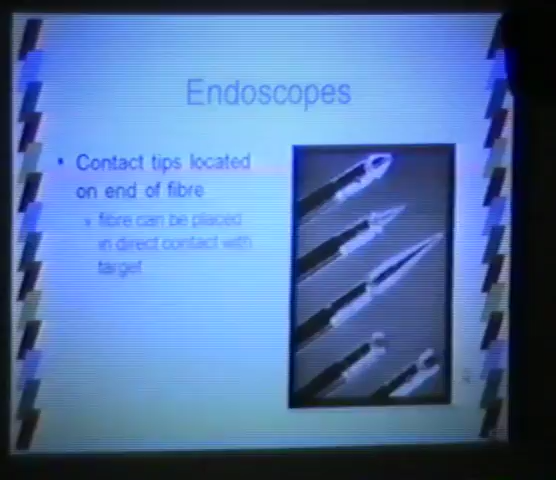 Endoscopes
• Contact tips located
on end of fibre
fibre can be placed
in direct contact with
target